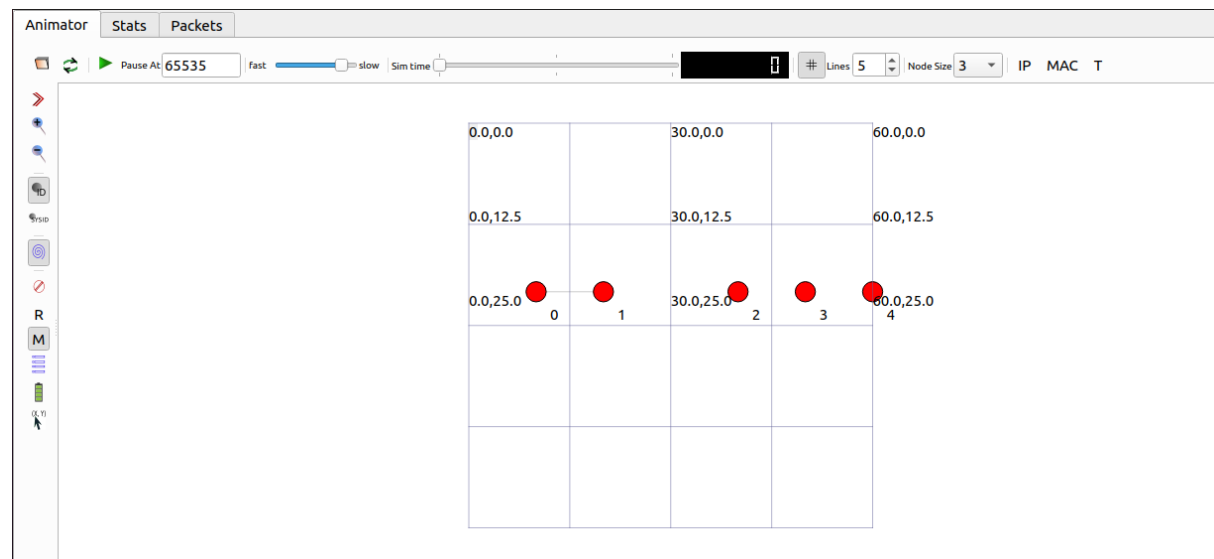 Animator Stats Packets
Pause At 65535 fast slow Sim time 0 # Lines 5 Node Size 3 IP MAC T
ID
SYSID
R
M
(X, Y)
0.0,0.0 30.0,0.0 60.0,0.0
0.0,12.5 30.0,12.5 60.0,12.5
0.0,25.0 30.0,25.0 60.0,25.0
0 1 2 3 4